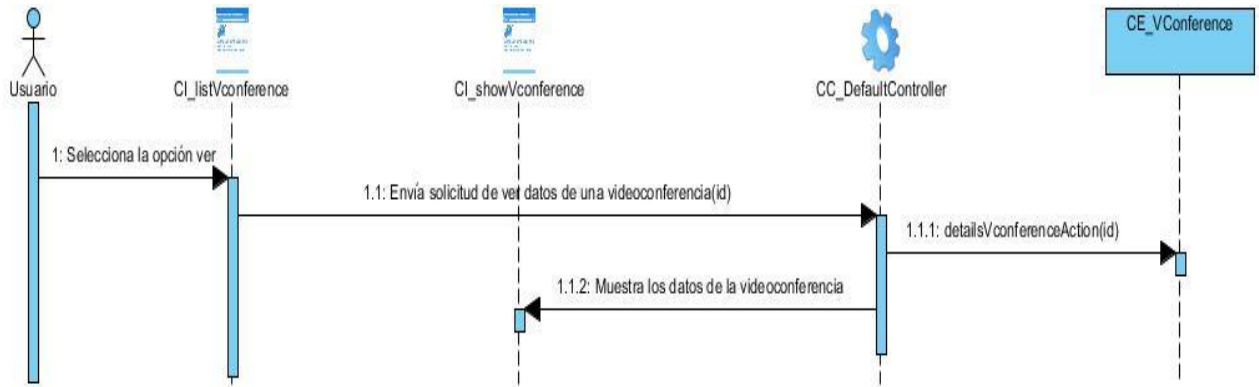 CE_VConference
Usuario
CI_listVconference
CI_showVconference
CC_DefaultController
1: Selecciona la opción ver
1.1: Envía solicitud de ver datos de una videoconferencia(id)
1.1.1: detailsVconferenceAction(id)
1.1.2: Muestra los datos de la videoconferencia